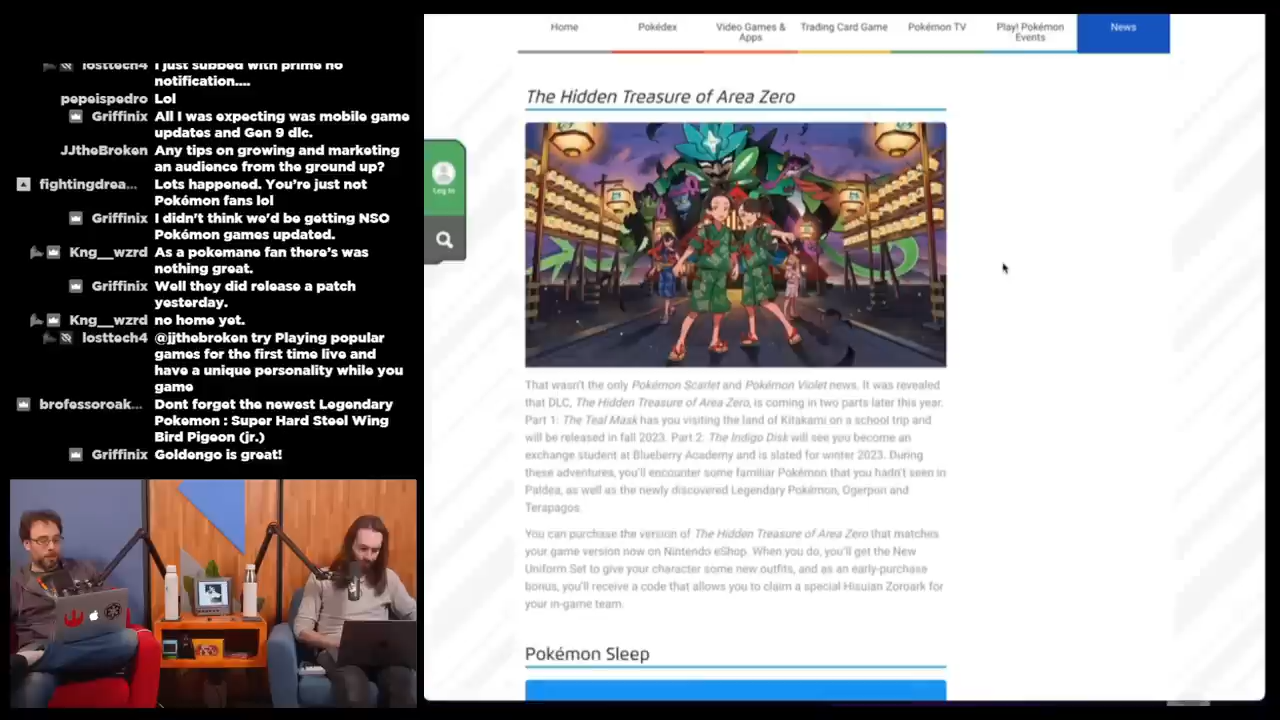 losttech4 I just subbed with prime no
notification....
pepeispedro Lol
Griffinix All I was expecting was mobile game
updates and Gen 9 dlc.
JJtheBroken Any tips on growing and marketing
an audience from the ground up?
fightingdrea... Lots happened. You're just not
Pokémon fans lol
Griffinix I didn't think we'd be getting NSO
Pokémon games updated.
Kng__wzrd As a pokemane fan there's was
nothing great.
Griffinix Well they did release a patch
yesterday.
Kng__wzrd no home yet.
losttech4 @jjthebroken try Playing popular
games for the first time live and
have a unique personality while you
game
brofessoroak... Dont forget the newest Legendary
Pokemon : Super Hard Steel Wing
Bird Pigeon (jr.)
Griffinix Goldengo is great!
Home Pokédex Video Games & Apps Trading Card Game Pokémon TV Play! Pokémon Events News
Log In
The Hidden Treasure of Area Zero
That wasn't the only Pokémon Scarlet and Pokémon Violet news. It was revealed
that DLC, The Hidden Treasure of Area Zero, is coming in two parts later this year.
Part 1: The Teal Mask has you visiting the land of Kitakami on a school trip and
will be released in fall 2023. Part 2: The Indigo Disk will see you become an
exchange student at Blueberry Academy and is slated for winter 2023. During
these adventures, you'll encounter some familiar Pokémon that you hadn't seen in
Paldea, as well as the newly discovered Legendary Pokémon, Ogerpon and
Terapagos.
You can purchase the version of The Hidden Treasure of Area Zero that matches
your game version now on Nintendo eShop. When you do, you'll get the New
Uniform Set to give your character some new outfits, and as an early-purchase
bonus, you'll receive a code that allows you to claim a special Hisuian Zoroark for
your in-game team.
Pokémon Sleep